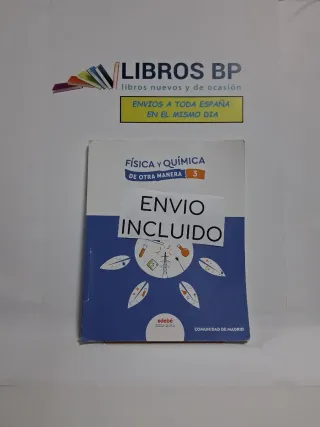 LIBROS BP
libros nuevos y de ocasión
ENVIOS A TODA ESPAÑA
EN EL MISMO DIA
FÍSICA Y QUÍMICA
DE OTRA MANERA 3
ENVIO
INCLUIDO
edebé
COMUNIDAD DE MADRID